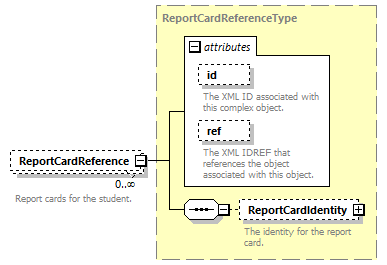 ReportCardReferenceType
attributes
id
The XML ID associated with
this complex object.
ref
The XML IDREF that
references the object
associated with this object.
ReportCardReference
0..∞
Report cards for the student.
ReportCardIdentity
The identity for the report
card.